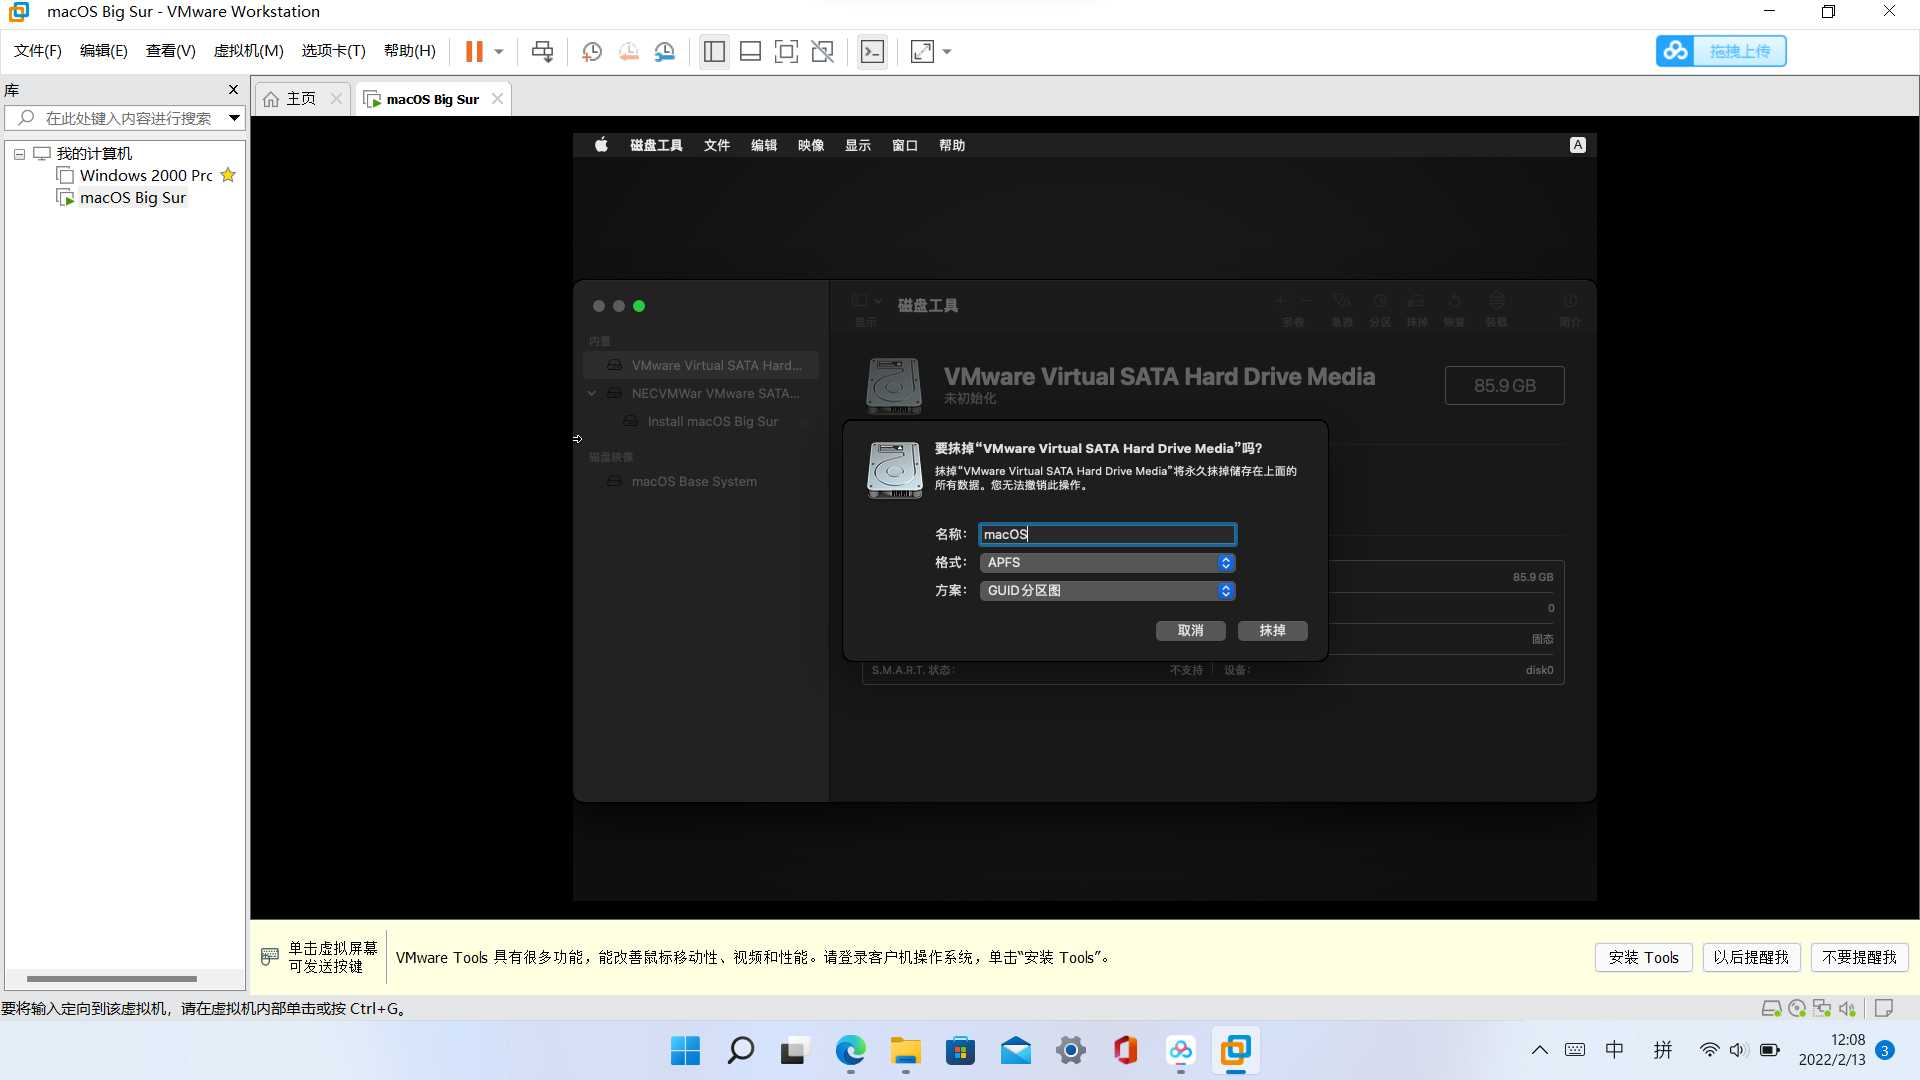 macOS Big Sur - VMware Workstation
文件(F) 编辑(E) 查看(V) 虚拟机(M) 选项卡(T) 帮助(H)
拖拽上传
库
主页
macOS Big Sur
在此处键入内容进行搜索
我的计算机
Windows 2000 Prc
macOS Big Sur
磁盘工具 文件 编辑 映像 显示 窗口 帮助
A
磁盘工具
显示
宗卷 急救 分区 抹掉 恢复 装载 简介
内置
VMware Virtual SATA Hard...
NECVMWar VMware SATA...
Install macOS Big Sur
磁盘映像
macOS Base System
VMware Virtual SATA Hard Drive Media
未初始化
85.9 GB
要抹掉“VMware Virtual SATA Hard Drive Media”吗?
抹掉“VMware Virtual SATA Hard Drive Media”将永久抹掉储存在上面的
所有数据。您无法撤销此操作。
名称: macOS
格式: APFS
方案: GUID分区图
取消 抹掉
85.9 GB
0
固态
S.M.A.R.T. 状态: 不支持 设备: disk0
单击虚拟屏幕
可发送按键
VMware Tools 具有很多功能，能改善鼠标移动性、视频和性能。请登录客户机操作系统，单击“安装 Tools”。
安装 Tools 以后提醒我 不要提醒我
要将输入定向到该虚拟机，请在虚拟机内部单击或按 Ctrl+G。
中 拼
12:08
2022/2/13
3